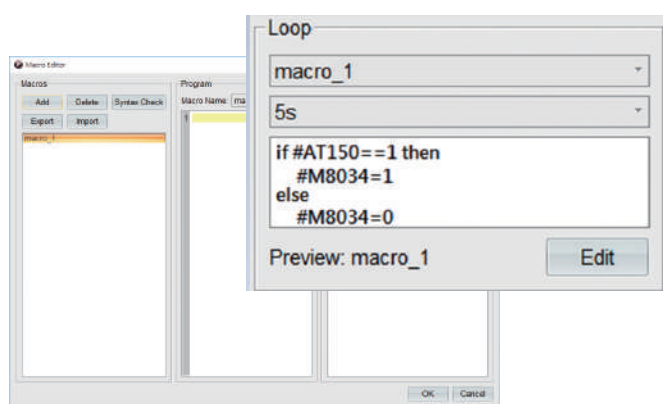 Macro Editor
Macros
Add Delete Syntax Check
Export Import
macro_1
Program
Macro Name: ma
1
Loop
macro_1
5s
if #AT150==1 then
#M8034=1
else
#M8034=0
Preview: macro_1 Edit
OK Cancel